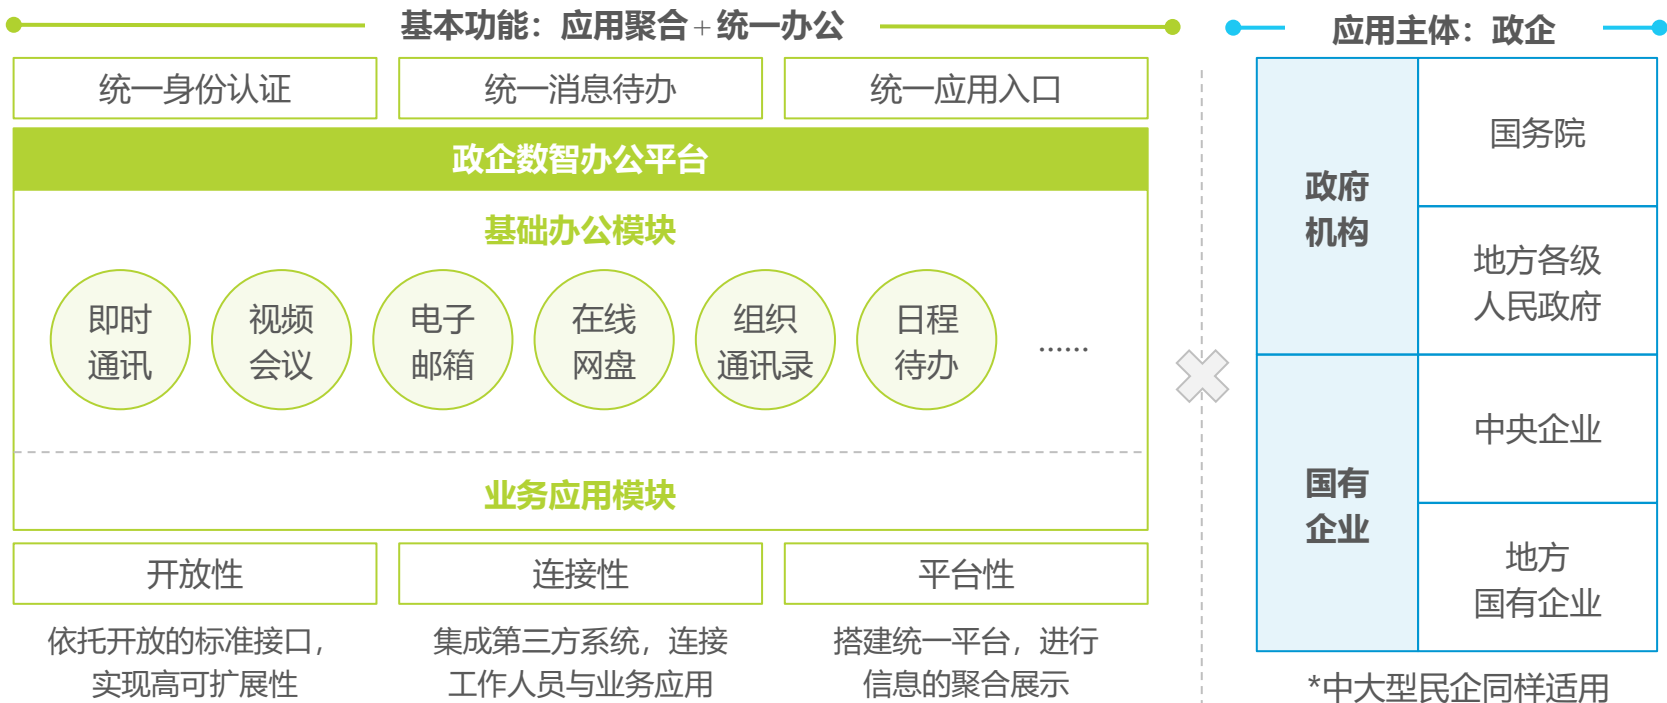 基本功能：应用聚合+统一办公
统一身份认证
统一消息待办
统一应用入口
政企数智办公平台
基础办公模块
即时
通讯
视频
会议
电子
邮箱
在线
网盘
组织
通讯录
日程
待办
……
业务应用模块
开放性
连接性
平台性
依托开放的标准接口，
实现高可扩展性
集成第三方系统，连接
工作人员与业务应用
搭建统一平台，进行
信息的聚合展示
应用主体：政企
政府
机构
国务院
地方各级
人民政府
国有
企业
中央企业
地方
国有企业
*中大型民企同样适用